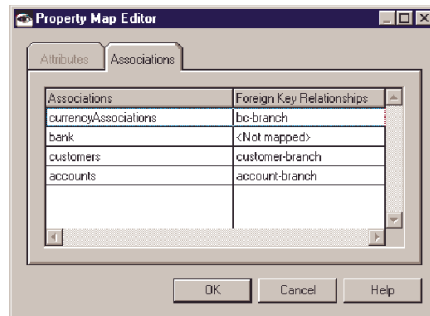 Property Map Editor
Attributes Associations
Associations Foreign Key Relationships
currencyAssociations bc-branch
bank <Not mapped>
customers customer-branch
accounts account-branch
OK Cancel Help